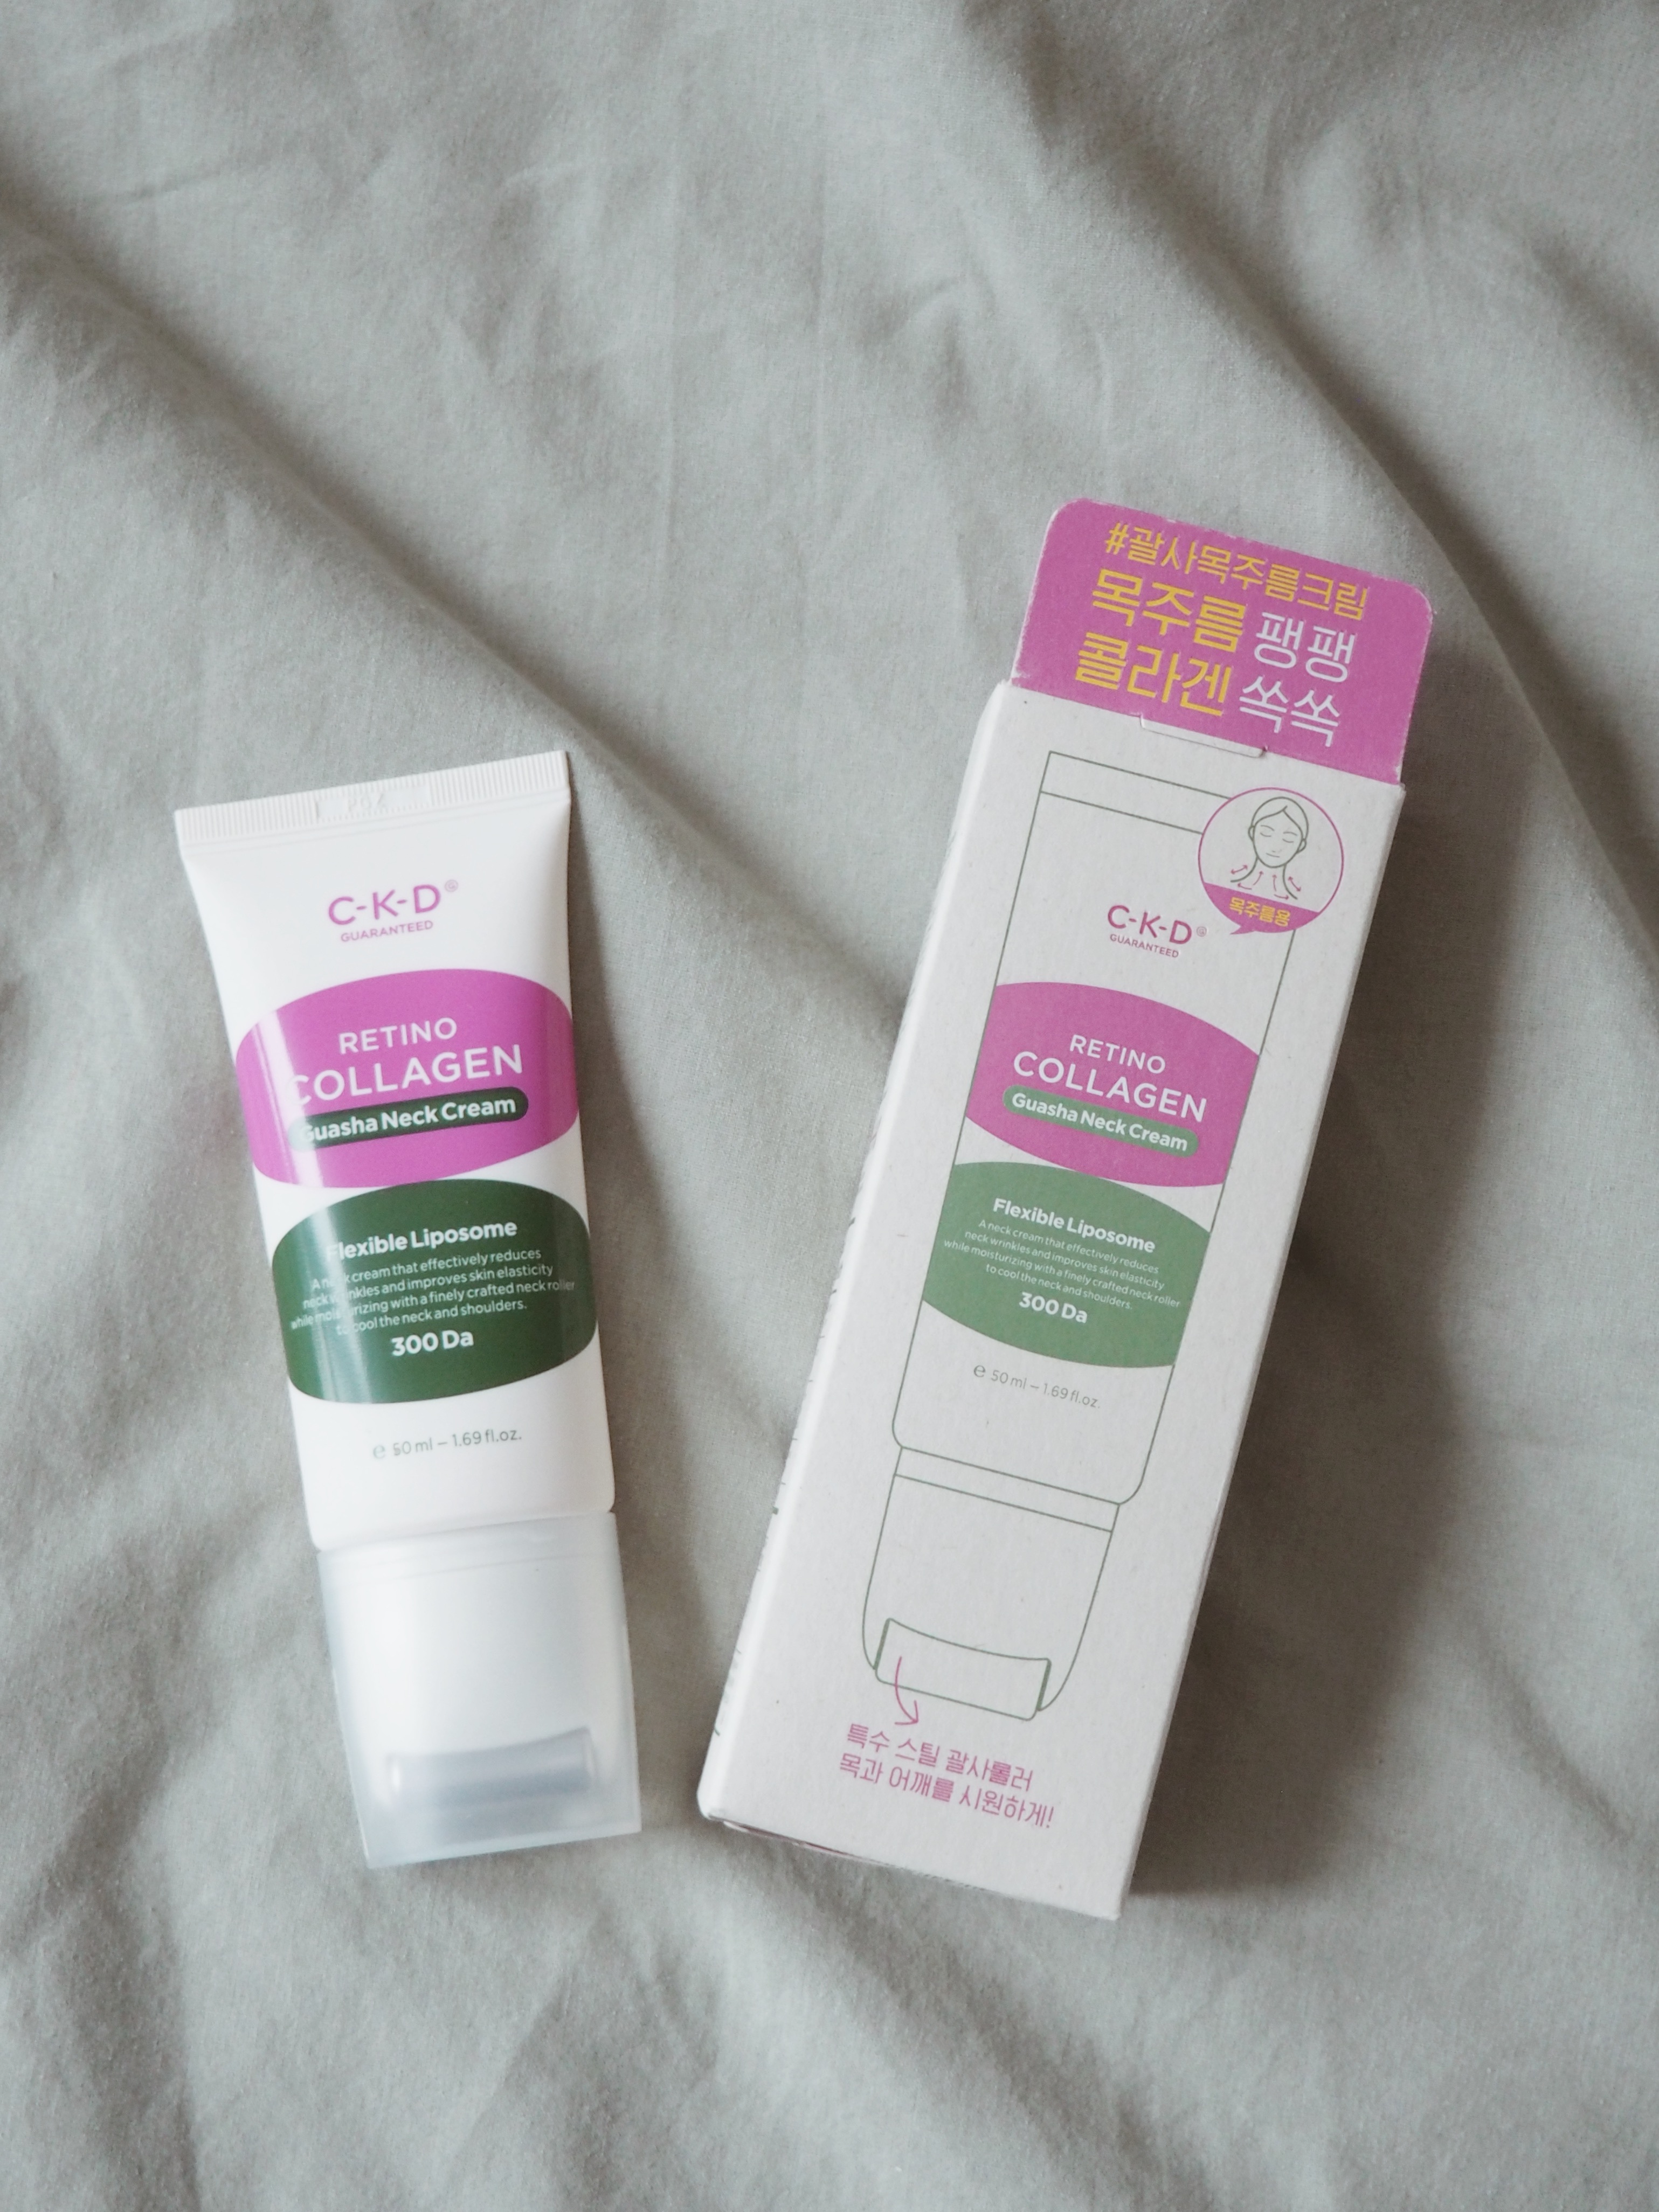 C-K-D
GUARANTEED
RETINO
COLLAGEN
Guasha Neck Cream
Flexible Liposome
A neck cream that effectively reduces
neck wrinkles and improves skin elasticity
while moisturizing with a finely crafted neck roller
to cool the neck and shoulders.
300 Da
e 50 ml – 1.69 fl.oz.
#괄사목주름크림
목주름 팽팽
콜라겐 쏙쏙
목주름용
C-K-D
GUARANTEED
RETINO
COLLAGEN
Guasha Neck Cream
Flexible Liposome
A neck cream that effectively reduces
neck wrinkles and improves skin elasticity
while moisturizing with a finely crafted neck roller
to cool the neck and shoulders.
300 Da
e 50 ml – 1.69 fl.oz.
특수 스틸 괄사롤러
목과 어깨를 시원하게!